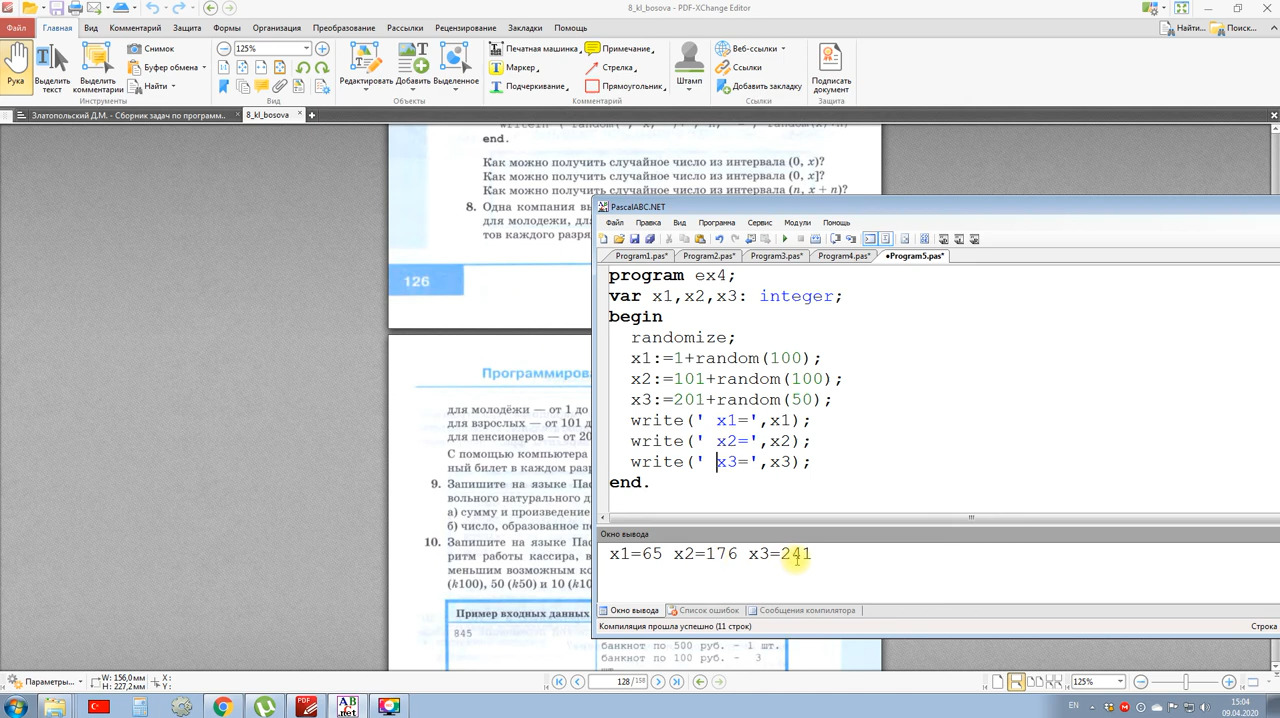 8_kl_bosova - PDF-XChange Editor
Файл Главная Вид Комментарий Защита Формы Организация Преобразование Рассылки Рецензирование Закладки Помощь Найти... Поиск...
Рука
Выделить текст
Выделить комментарии
Снимок
Буфер обмена
Найти
Инструменты
125%
Вид
Редактировать
Добавить
Выделенное
Объекты
Печатная машинка
Маркер
Подчеркивание
Примечание
Стрелка
Прямоугольник
Штамп
Комментарий
Веб-ссылки
Ссылки
Добавить закладку
Ссылки
Подписать документ
Защита
Златопольский Д.М. - Сборник задач по программ.. 8_kl_bosova
end.
Как можно получить случайное число из интервала (0, x)?
Как можно получить случайное число из интервала (0, x]?
Как можно получить случайное число из интервала (n, x + n)?
8. Одна компания вы
для молодежи, для
тов каждого разря
126
Программирова
для молодёжи — от 1 до
для взрослых — от 101 д
для пенсионеров — от 20
С помощью компьютера
ный билет в каждом разр
9. Запишите на языке Пас
вольного натурального д
а) сумму и произведение
б) число, образованное по
10. Запишите на языке Па
ритм работы кассира, в
меньшим возможным ко
(k100), 50 (k50) и 10 (k10
Пример входных данных
845
банкнот по 500 руб. - 1 шт.
банкнот по 100 руб. - 3
PascalABC.NET
Файл Правка Вид Программа Сервис Модули Помощь
Program1.pas* Program2.pas* Program3.pas* Program4.pas* •Program5.pas*
program ex4;
var x1,x2,x3: integer;
begin
randomize;
x1:=1+random(100);
x2:=101+random(100);
x3:=201+random(50);
write(' x1=',x1);
write(' x2=',x2);
write(' x3=',x3);
end.
Окно вывода
x1=65 x2=176 x3=241
Окно вывода Список ошибок Сообщения компилятора
Компиляция прошла успешно (11 строк) Строка
Параметры... W: 156,0мм H: 227,2мм X: Y: 128 / 158 125%
EN 15:04
09.04.2020